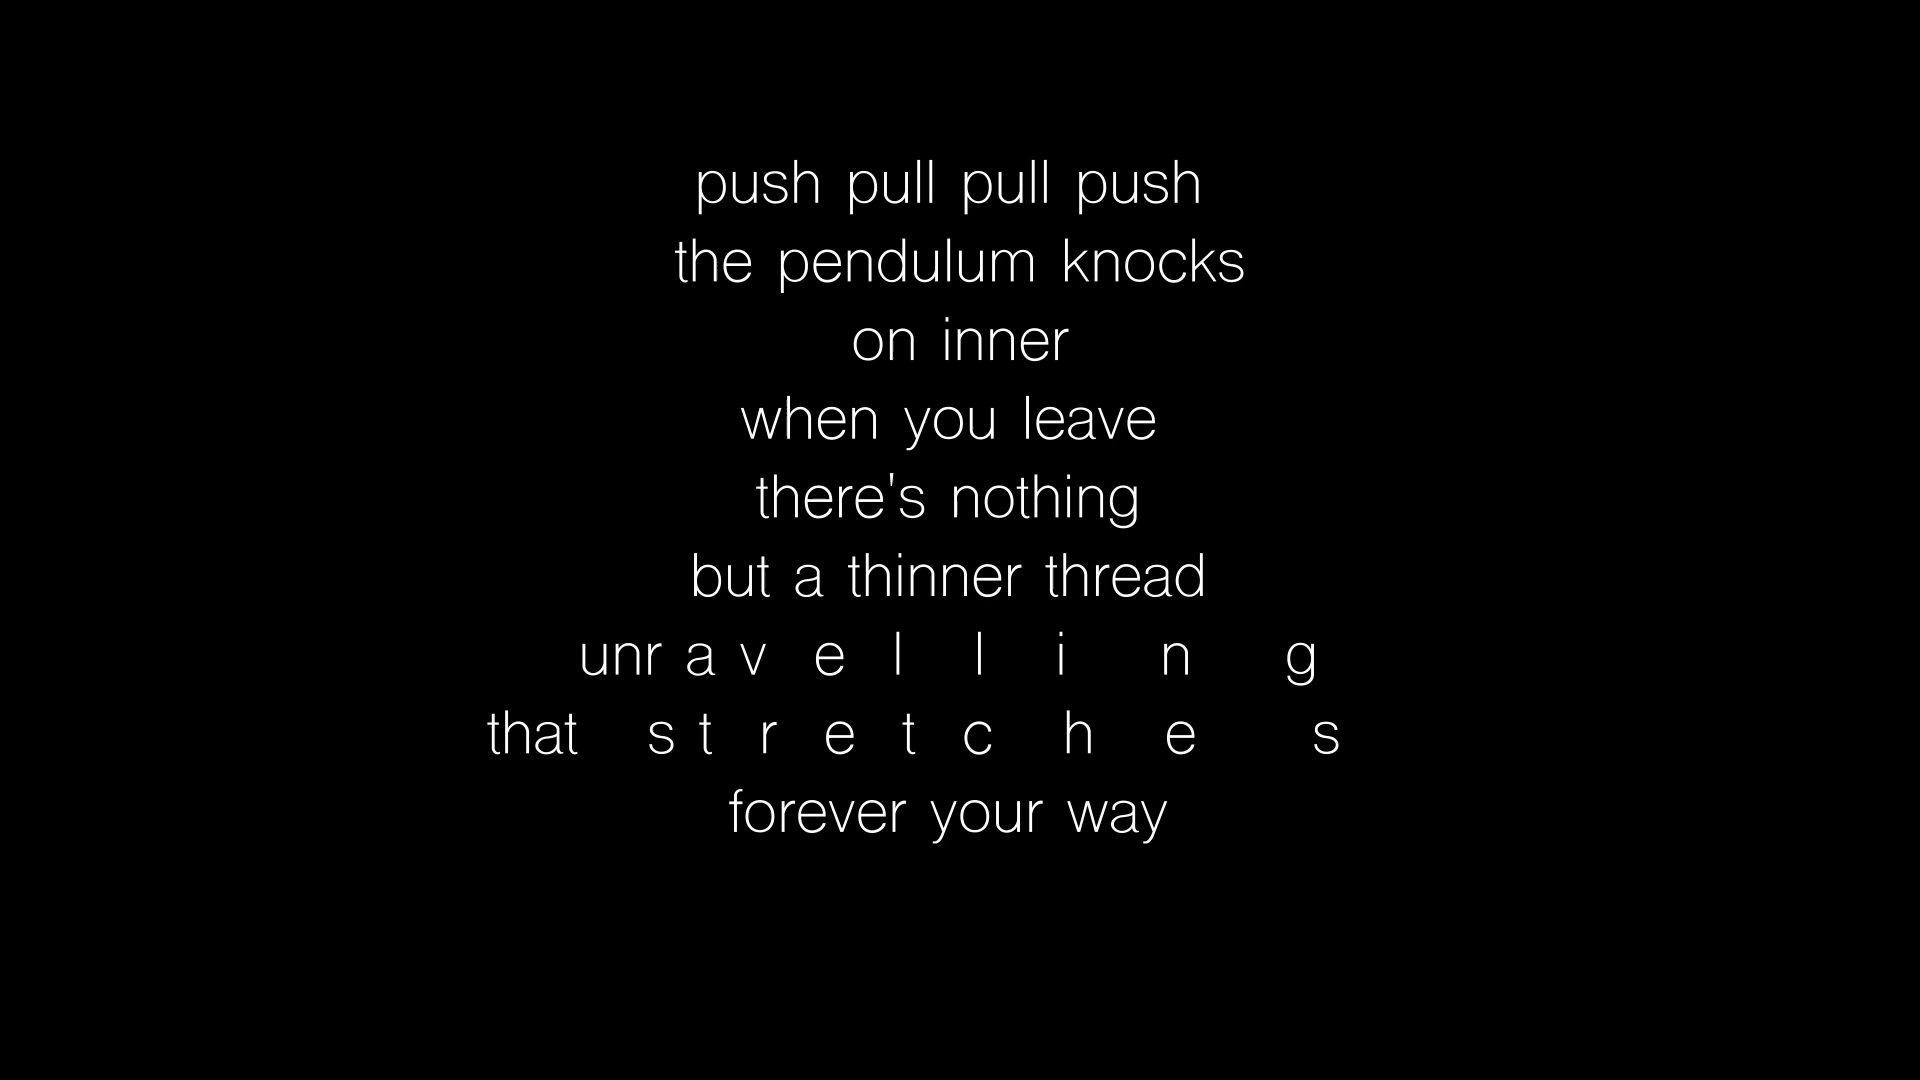 push pull pull push
the pendulum knocks
on inner
when you leave
there's nothing
but a thinner thread
unr a v  e  l   l   i    n    g
that   s t  r  e  t  c   h   e     s
forever your way